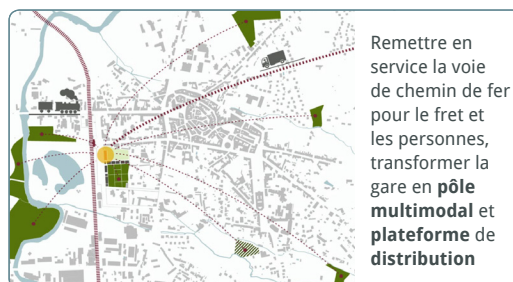 Remettre en
service la voie
de chemin de fer
pour le fret et
les personnes,
transformer la
gare en pôle
multimodal et
plateforme de
distribution